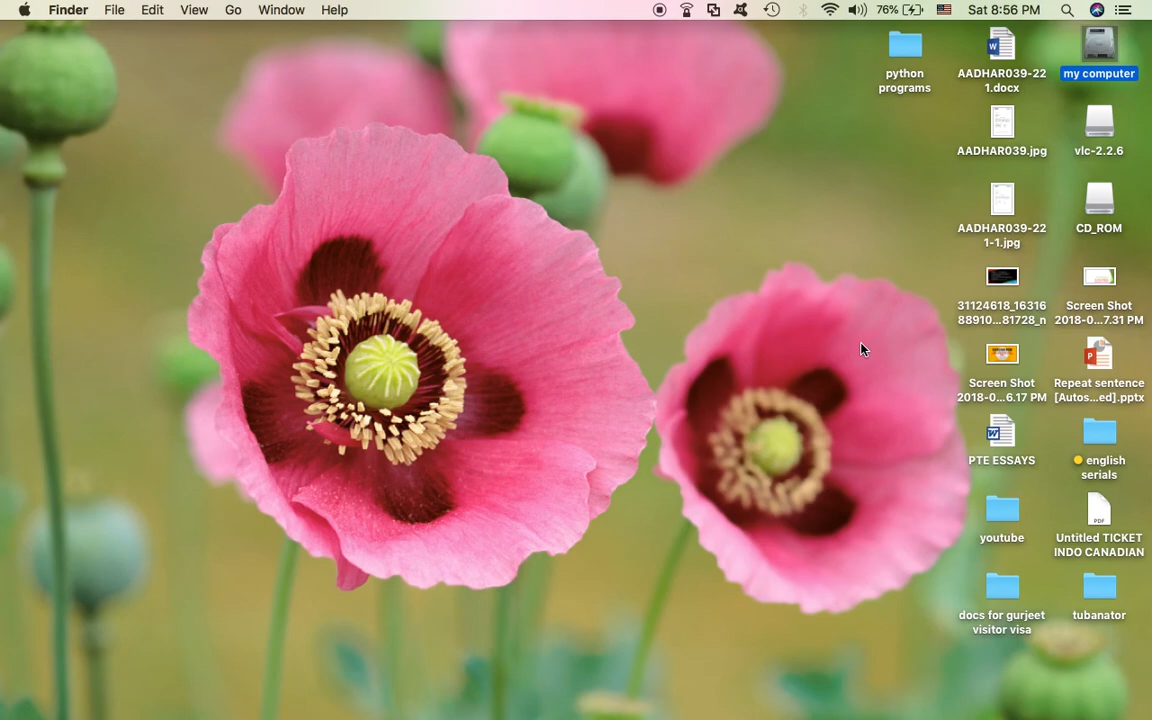 Finder File Edit View Go Window Help 76% Sat 8:56 PM
python
programs
AADHAR039-22
1.docx
my computer
AADHAR039.jpg
vlc-2.2.6
AADHAR039-22
1-1.jpg
CD_ROM
31124618_16316
88910...81728_n
Screen Shot
2018-0...7.31 PM
Screen Shot
2018-0...6.17 PM
Repeat sentence
[Autos...ed].pptx
PTE ESSAYS
english
serials
youtube
PDF
Untitled TICKET
INDO CANADIAN
docs for gurjeet
visitor visa
tubanator